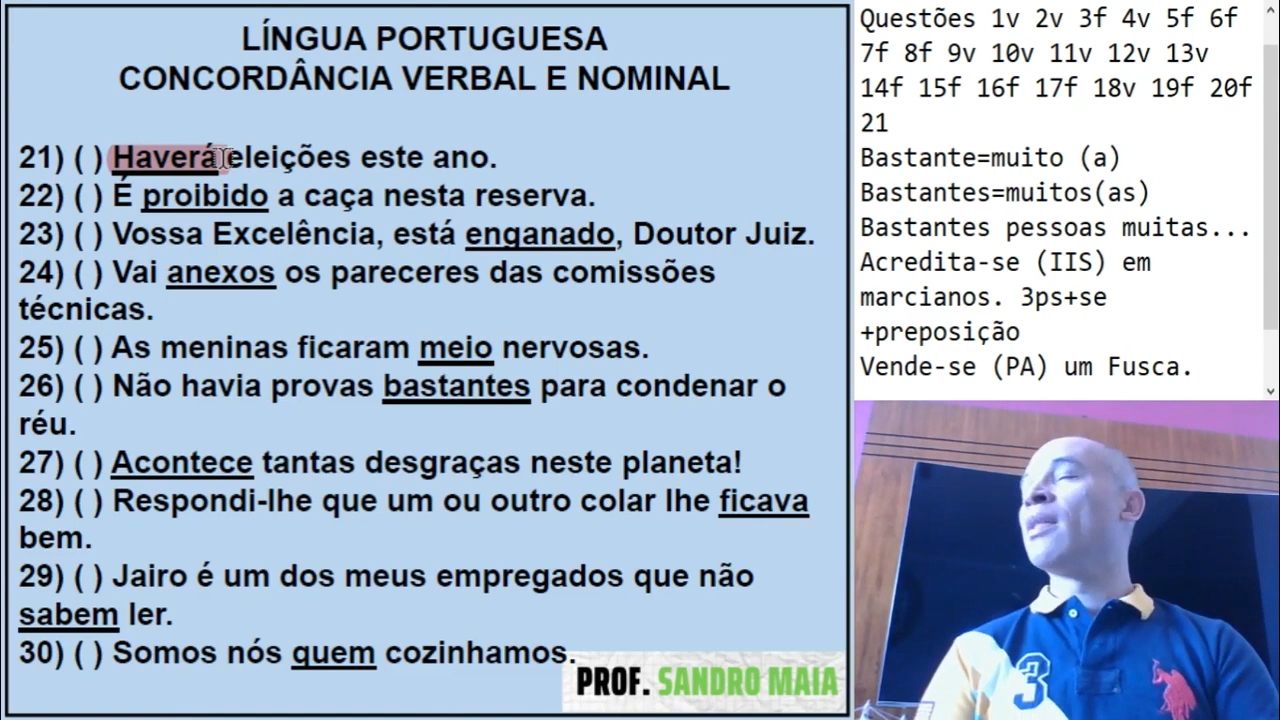 LÍNGUA PORTUGUESA
CONCORDÂNCIA VERBAL E NOMINAL
21) ( ) Haverá eleições este ano.
22) ( ) É proibido a caça nesta reserva.
23) ( ) Vossa Excelência, está enganado, Doutor Juiz.
24) ( ) Vai anexos os pareceres das comissões
técnicas.
25) ( ) As meninas ficaram meio nervosas.
26) ( ) Não havia provas bastantes para condenar o
réu.
27) ( ) Acontece tantas desgraças neste planeta!
28) ( ) Respondi-lhe que um ou outro colar lhe ficava
bem.
29) ( ) Jairo é um dos meus empregados que não
sabem ler.
30) ( ) Somos nós quem cozinhamos.
PROF. SANDRO MAIA
Questões 1v 2v 3f 4v 5f 6f
7f 8f 9v 10v 11v 12v 13v
14f 15f 16f 17f 18v 19f 20f
21
Bastante=muito (a)
Bastantes=muitos(as)
Bastantes pessoas muitas...
Acredita-se (IIS) em
marcianos. 3ps+se
+preposição
Vende-se (PA) um Fusca.
3